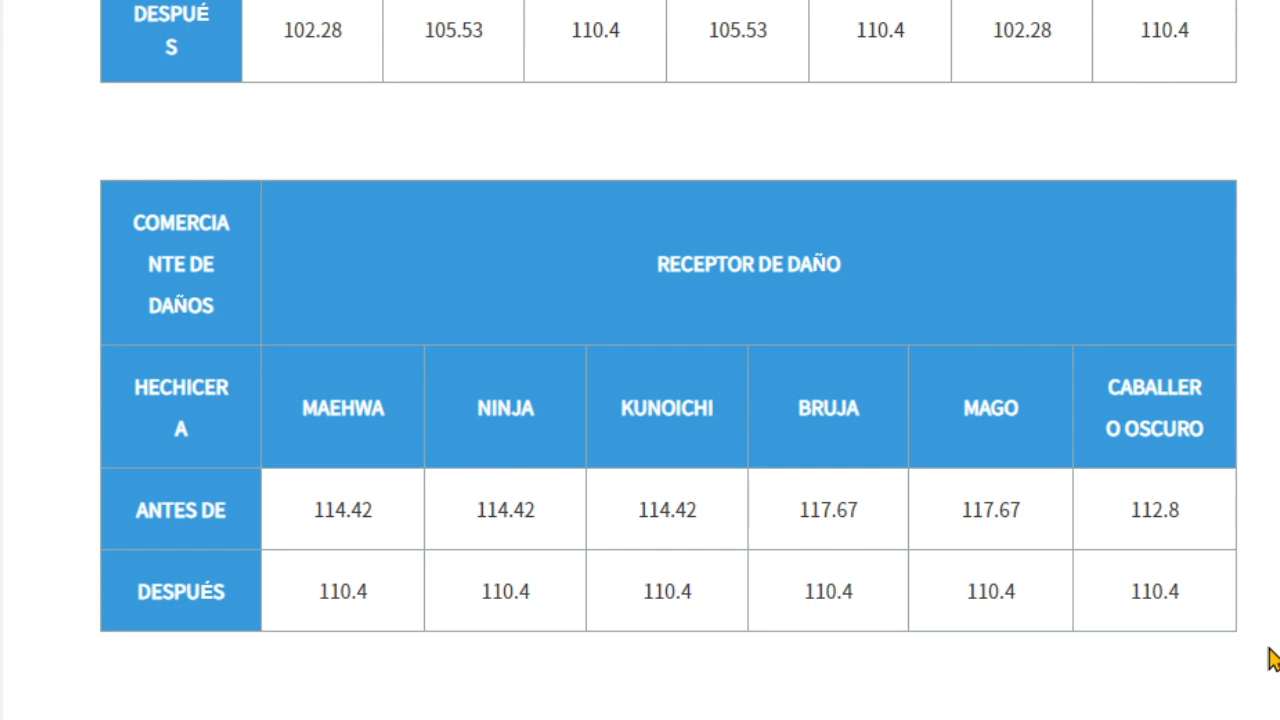 DESPUÉ
S
102.28 105.53 110.4 105.53 110.4 102.28 110.4
COMERCIA
NTE DE
DAÑOS
RECEPTOR DE DAÑO
HECHICER
A
MAEHWA NINJA KUNOICHI BRUJA MAGO
CABALLER
O OSCURO
ANTES DE 114.42 114.42 114.42 117.67 117.67 112.8
DESPUÉS 110.4 110.4 110.4 110.4 110.4 110.4